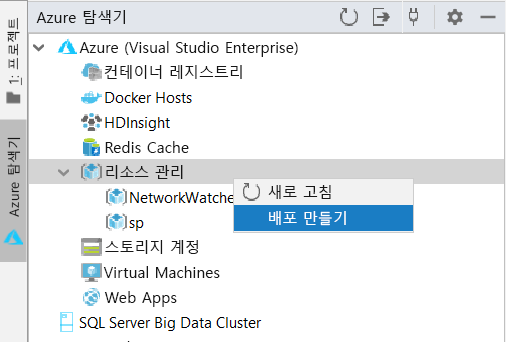 Azure 탐색기
1: 프로젝트
Azure 탐색기
Azure (Visual Studio Enterprise)
컨테이너 레지스트리
Docker Hosts
HDInsight
Redis Cache
리소스 관리
새로 고침
NetworkWatche
배포 만들기
sp
스토리지 계정
Virtual Machines
Web Apps
SQL Server Big Data Cluster